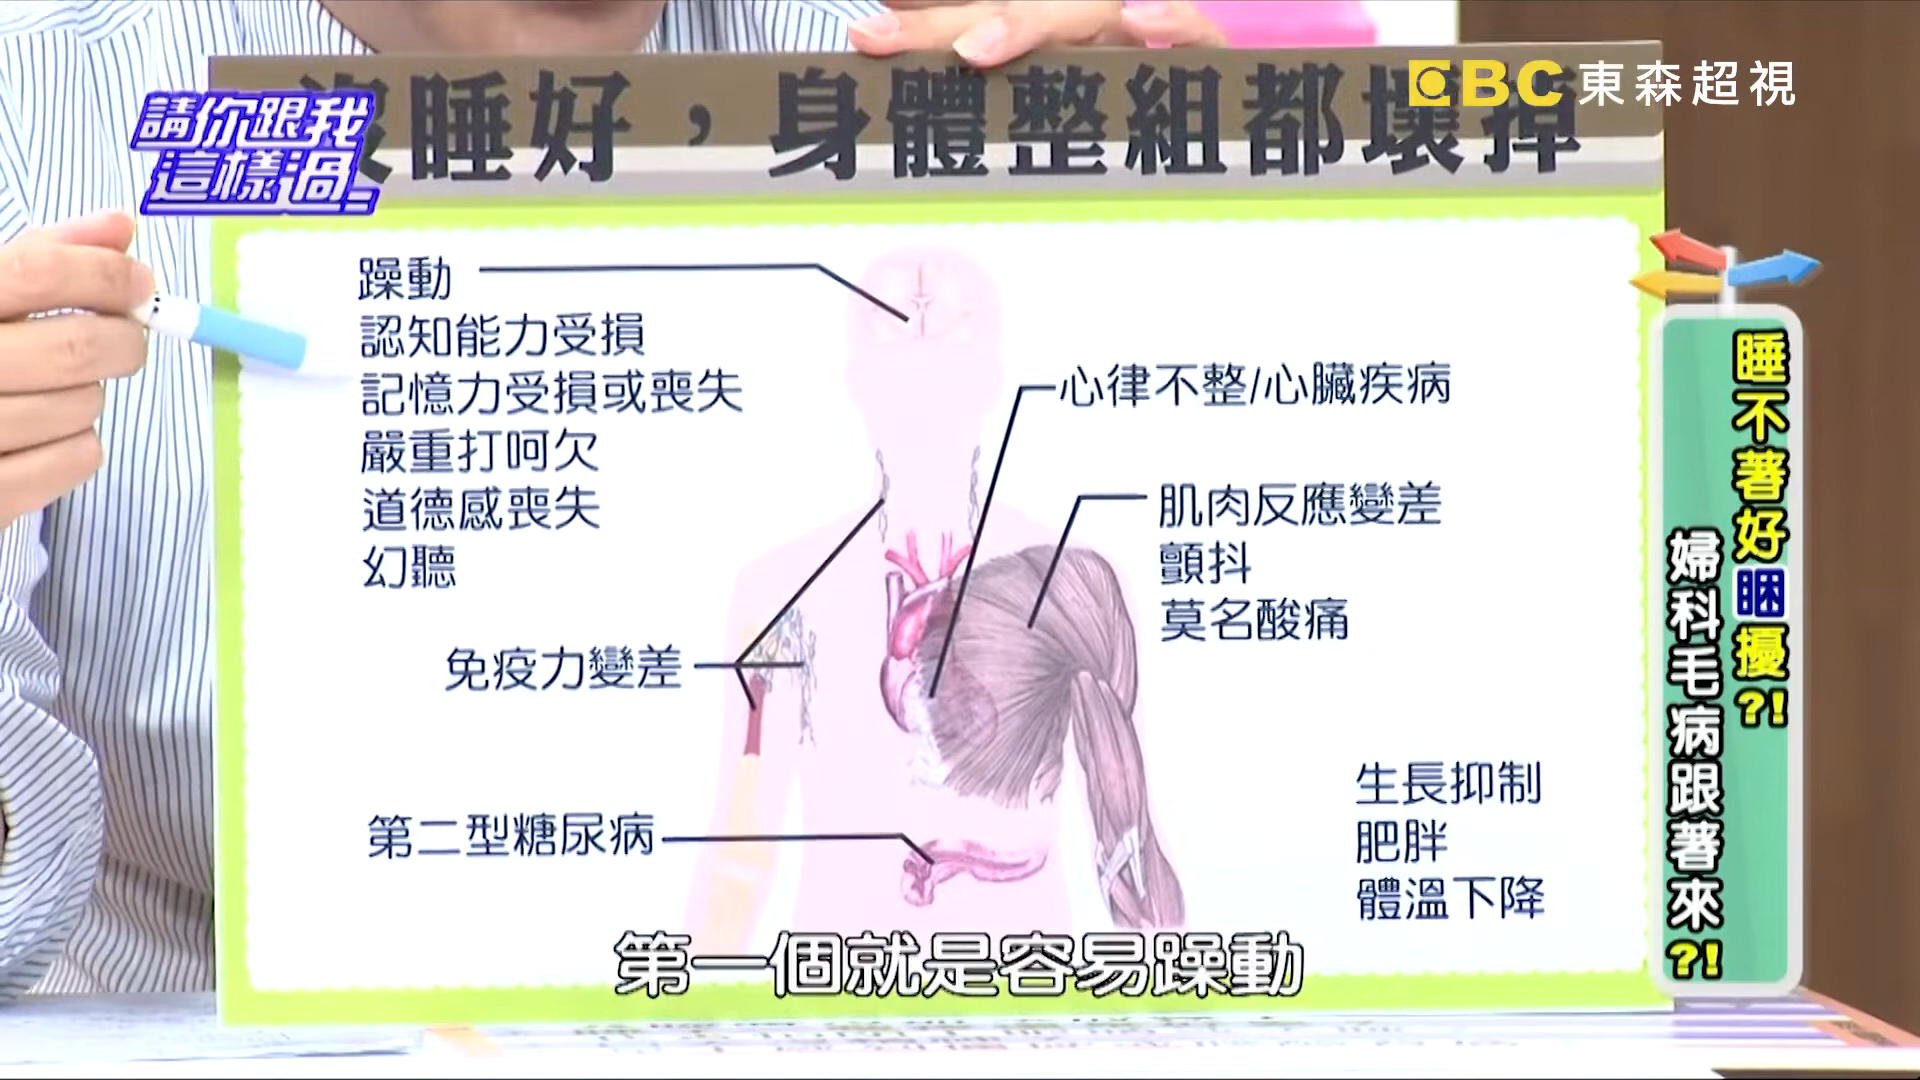 EBC 東森超視
請你跟我
這樣過
沒睡好，身體整組都壞掉
躁動
認知能力受損
記憶力受損或喪失
嚴重打呵欠
道德感喪失
幻聽
免疫力變差
第二型糖尿病
心律不整/心臟疾病
肌肉反應變差
顫抖
莫名酸痛
生長抑制
肥胖
體溫下降
睡不著好睏擾?!
婦科毛病跟著來?!
第一個就是容易躁動